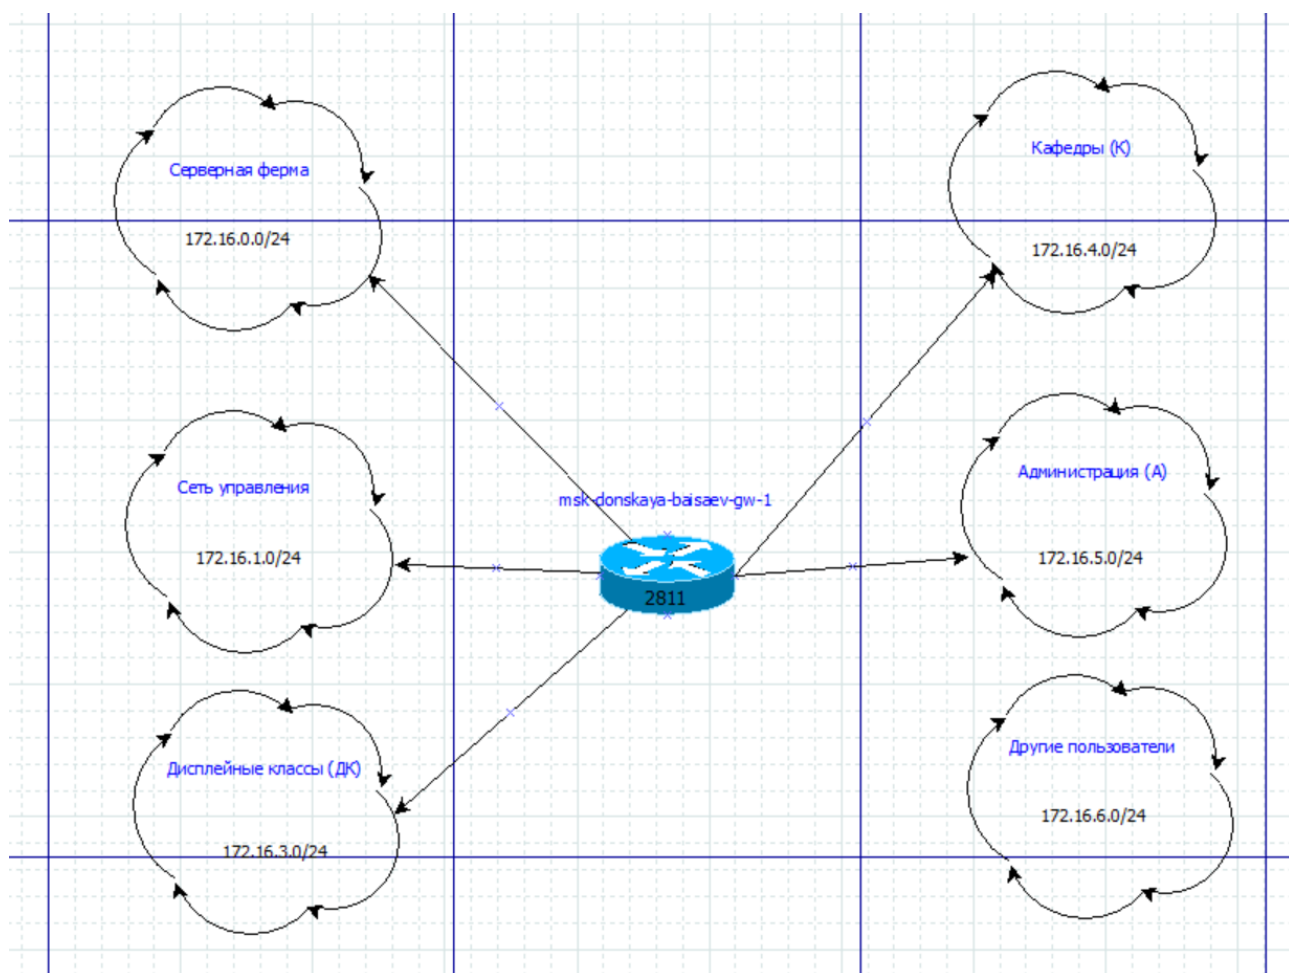 Серверная ферма
172.16.0.0/24
Кафедры (К)
172.16.4.0/24
Сеть управления
172.16.1.0/24
msk-donskaya-baisaev-gw-1
2811
Администрация (А)
172.16.5.0/24
Дисплейные классы (ДК)
172.16.3.0/24
Другие пользователи
172.16.6.0/24